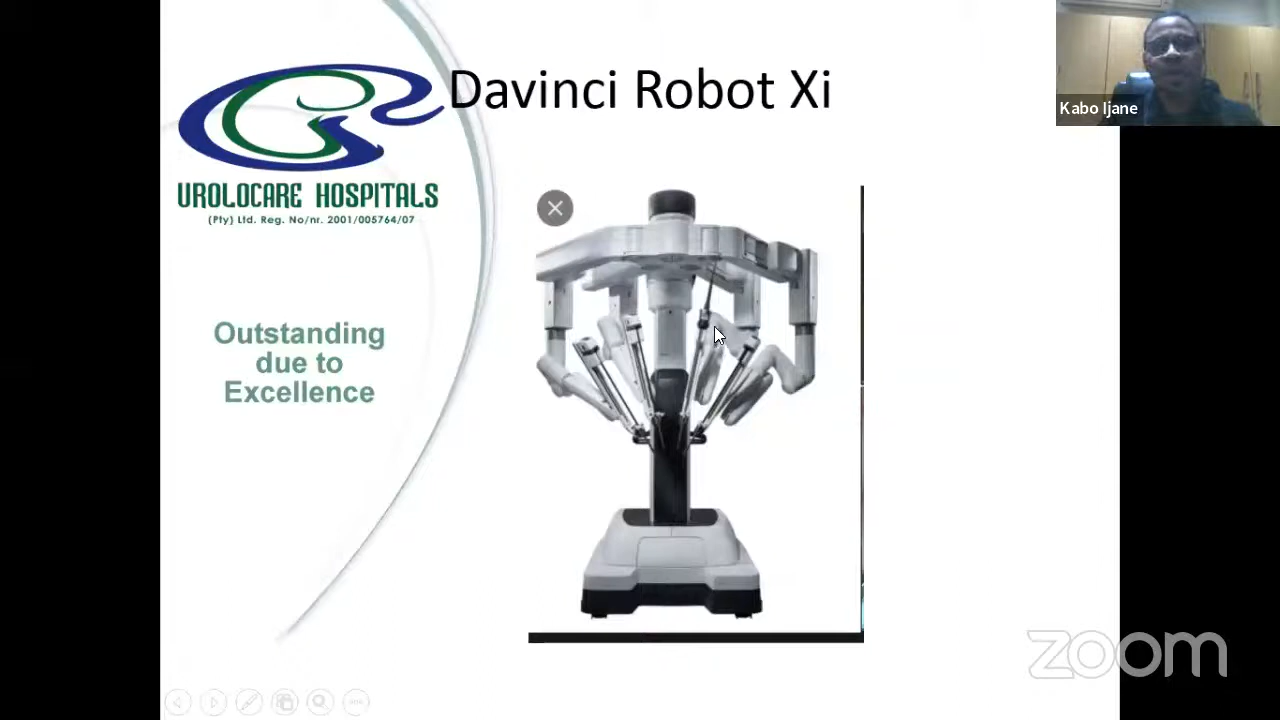 Davinci Robot Xi
UROLOCARE HOSPITALS
(Pty) Ltd. Reg. No/nr. 2001/005764/07
Outstanding
due to
Excellence
Kabo Ijane
zoom